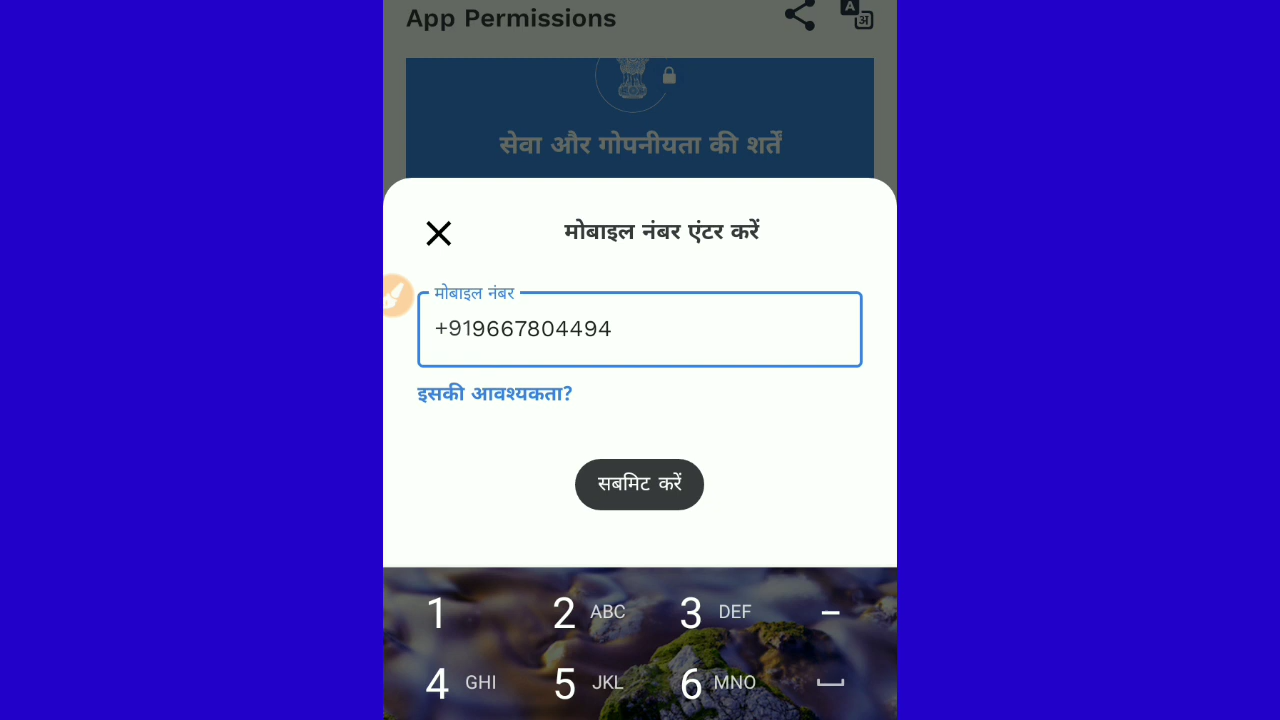 App Permissions
A
अ
सेवा और गोपनीयता की शर्तें
मोबाइल नंबर एंटर करें
मोबाइल नंबर
+919667804494
इसकी आवश्यकता?
सबमिट करें
1 2 ABC 3 DEF –
4 GHI 5 JKL 6 MNO